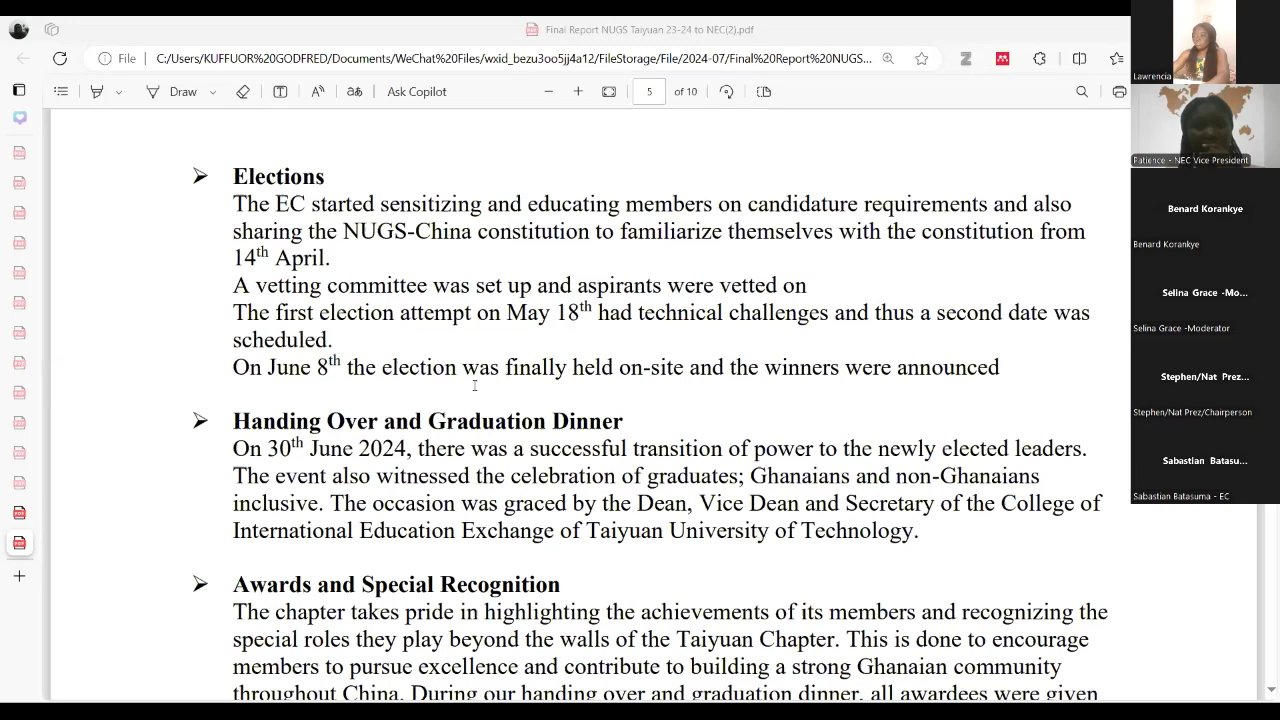 Final Report NUGS Taiyuan 23-24 to NEC(2).pdf
File C:/Users/KUFFUOR%20GODFRED/Documents/WeChat%20Files/wxid_bezu3oo5jj4a12/FileStorage/File/2024-07/Final%20Report%20NUGS...
Draw Ask Copilot 5 of 10
Elections
The EC started sensitizing and educating members on candidature requirements and also
sharing the NUGS-China constitution to familiarize themselves with the constitution from
14th April.
A vetting committee was set up and aspirants were vetted on
The first election attempt on May 18th had technical challenges and thus a second date was
scheduled.
On June 8th the election was finally held on-site and the winners were announced
Handing Over and Graduation Dinner
On 30th June 2024, there was a successful transition of power to the newly elected leaders.
The event also witnessed the celebration of graduates; Ghanaians and non-Ghanaians
inclusive. The occasion was graced by the Dean, Vice Dean and Secretary of the College of
International Education Exchange of Taiyuan University of Technology.
Awards and Special Recognition
The chapter takes pride in highlighting the achievements of its members and recognizing the
special roles they play beyond the walls of the Taiyuan Chapter. This is done to encourage
members to pursue excellence and contribute to building a strong Ghanaian community
throughout China. During our handing over and graduation dinner, all awardees were given
Lawrencia
Patience - NEC Vice President
Benard Korankye
Benard Korankye
Selina Grace -Mo...
Selina Grace -Moderator
Stephen/Nat Prez...
Stephen/Nat Prez/Chairperson
Sabastian Batasu...
Sabastian Batasuma - EC